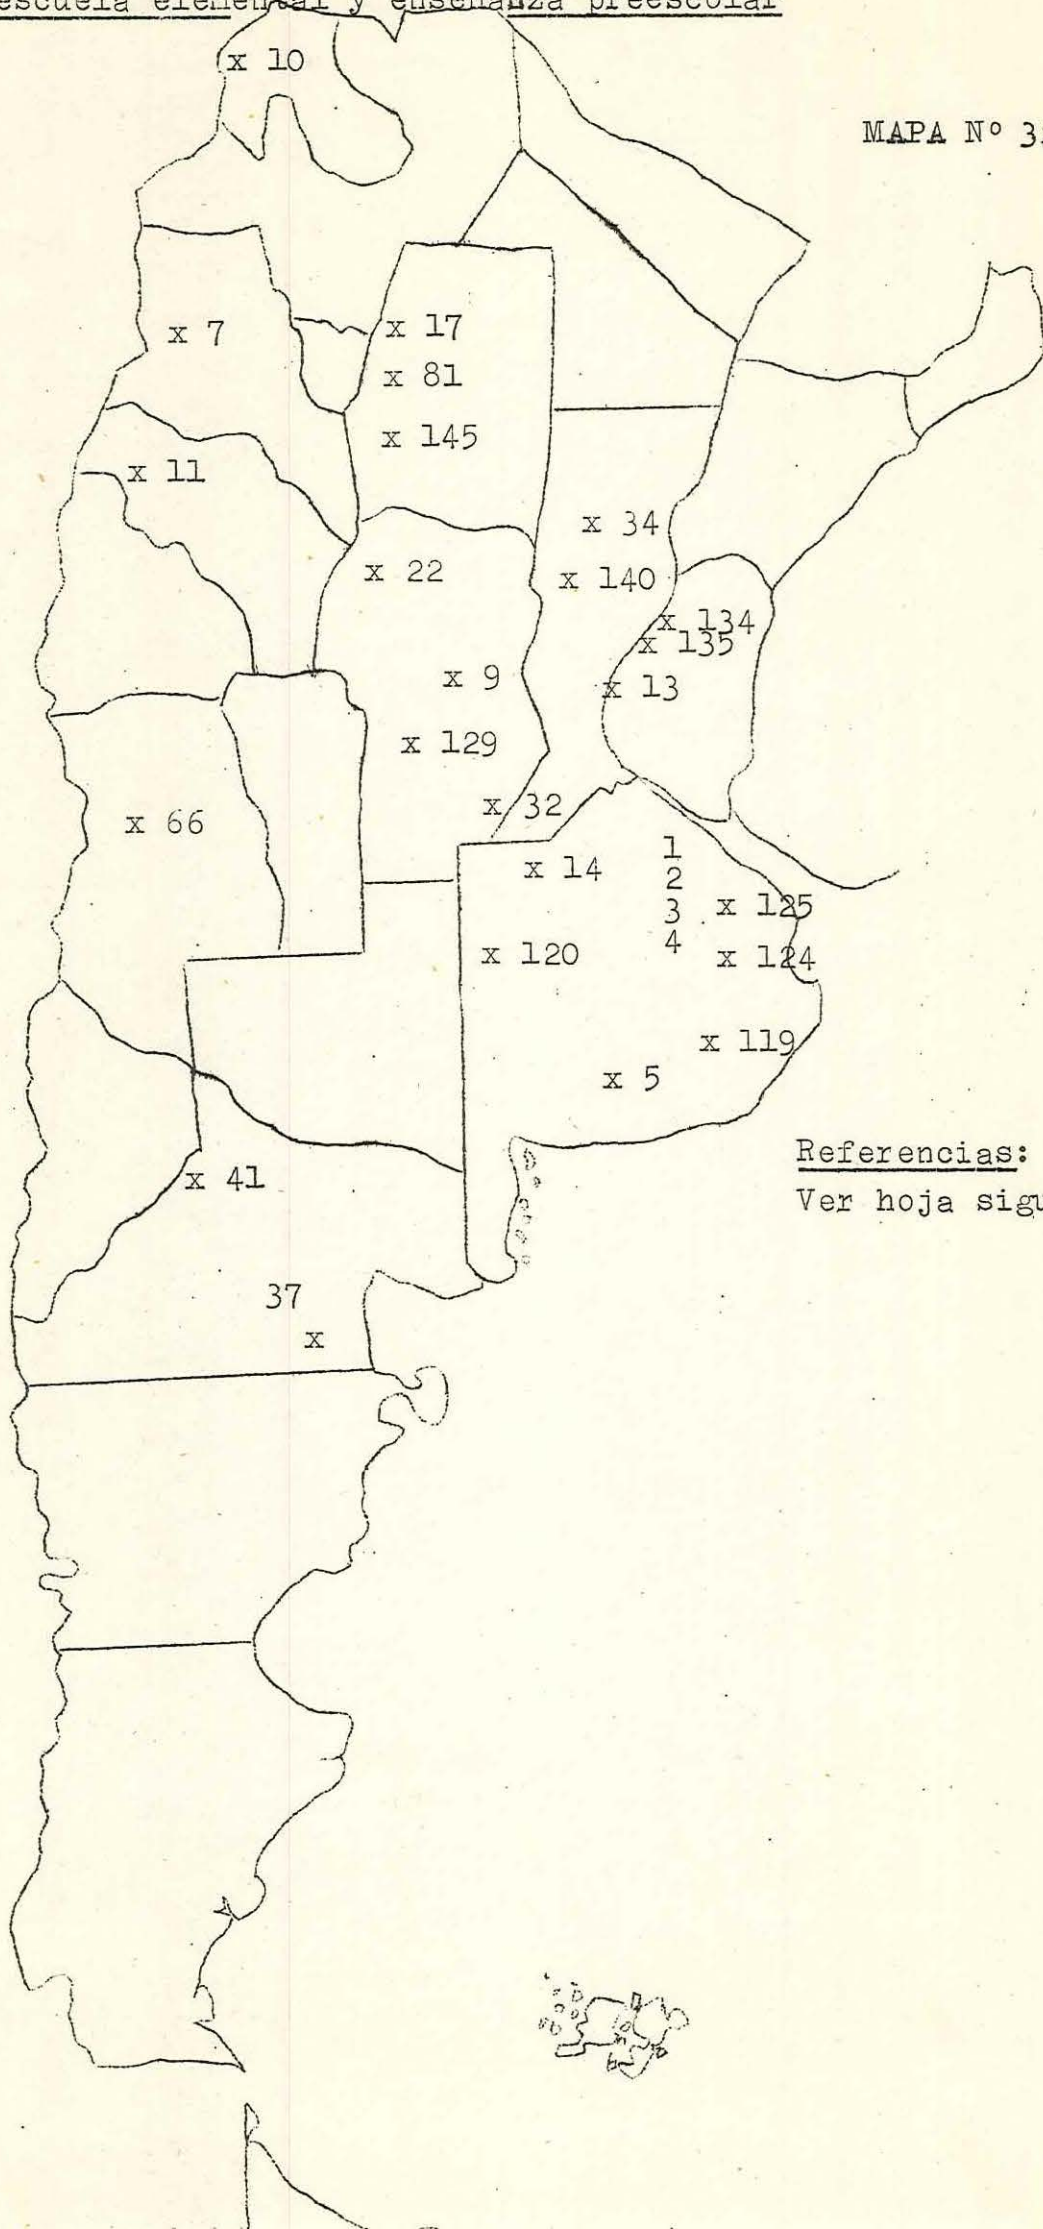 escuela elemental y enseñanza preescolar
x 10
MAPA Nº 3
x 7
x 17
x 81
x 145
x 11
x 34
x 22
x 140
x 134
x 135
x 9
x 13
x 129
x 32
x 66
1
x 14
2
3
x 125
4
x 120
x 124
x 119
x 5
Referencias:
x 41
Ver hoja sigu
37
x